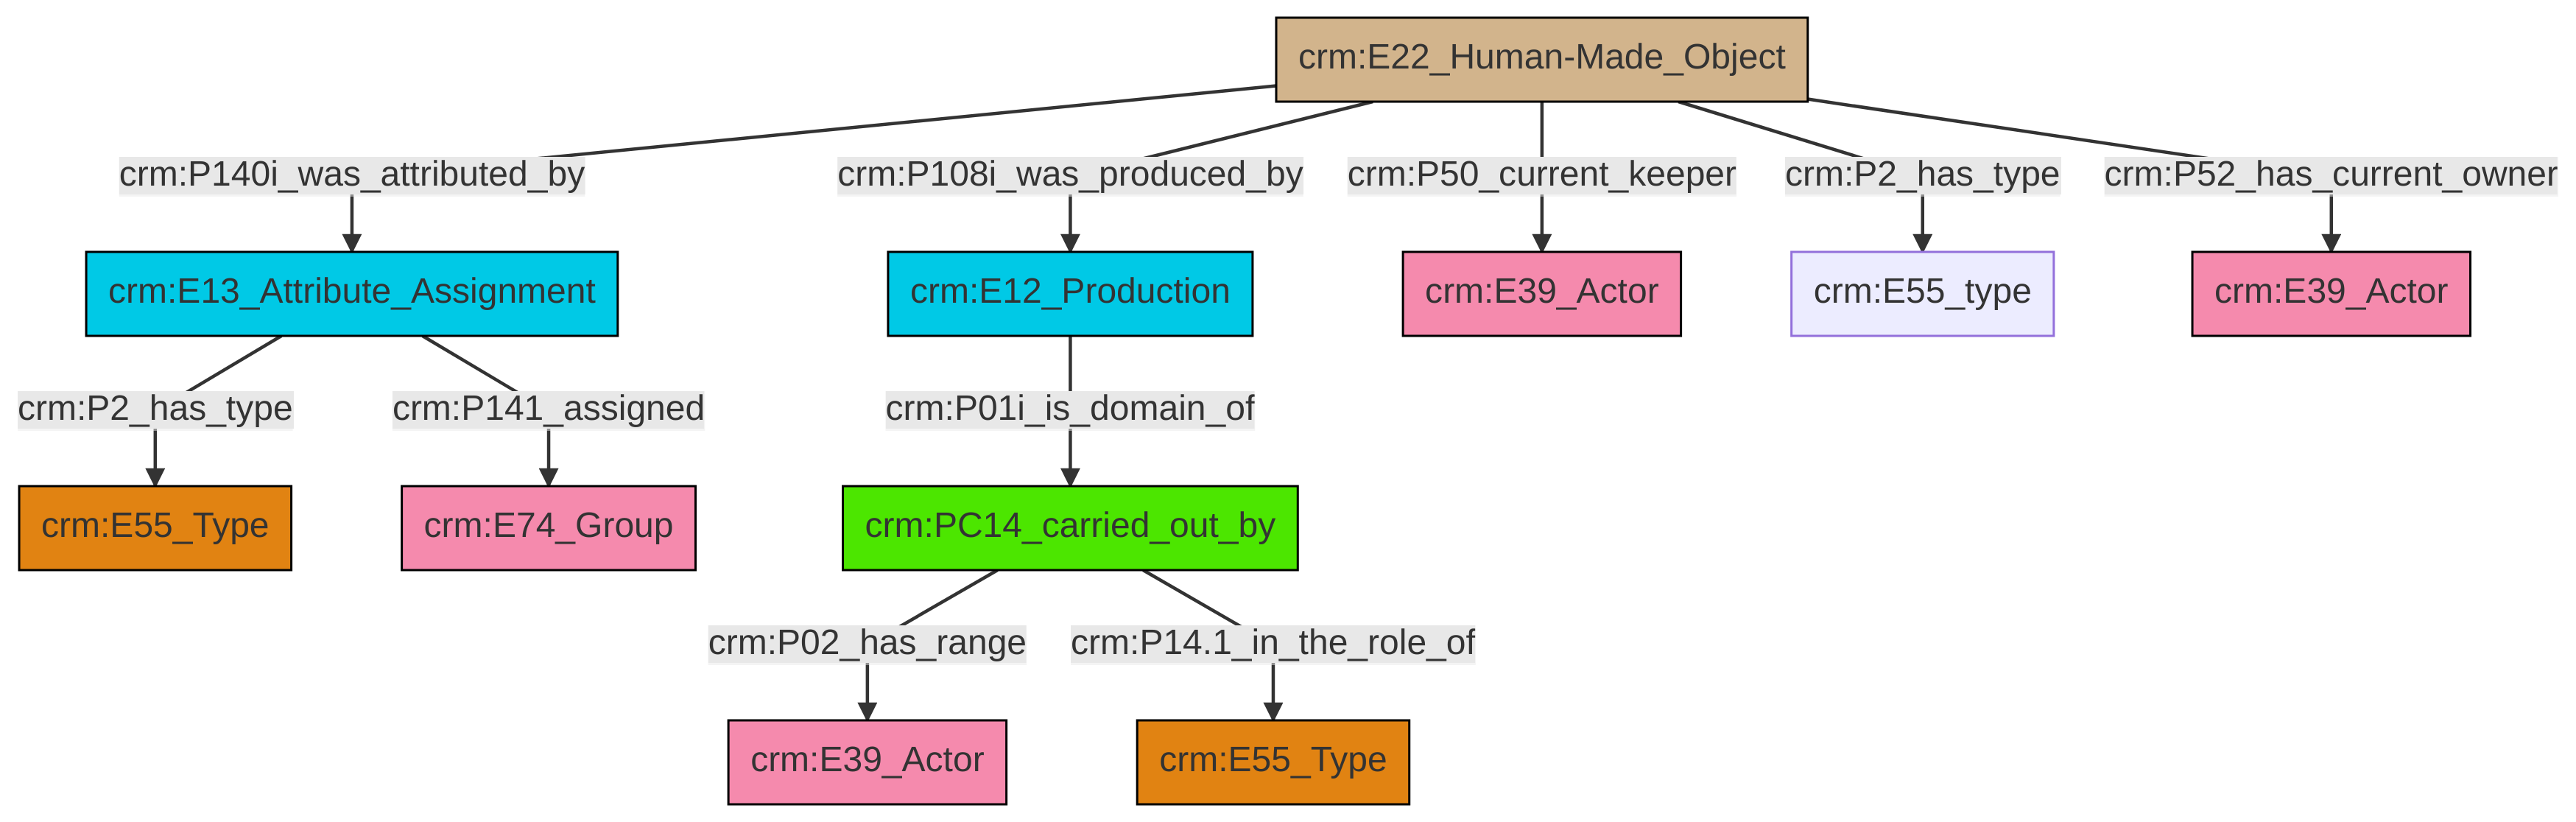 crm:E22_Human-Made_Object
crm:P140i_was_attributed_by
crm:P108i_was_produced_by
crm:P50_current_keeper
crm:P2_has_type
crm:P52_has_current_owner
crm:E13_Attribute_Assignment
crm:E12_Production
crm:E39_Actor
crm:E55_type
crm:E39_Actor
crm:P2_has_type
crm:P141_assigned
crm:P01i_is_domain_of
crm:E55_Type
crm:E74_Group
crm:PC14_carried_out_by
crm:P02_has_range
crm:P14.1_in_the_role_of
crm:E39_Actor
crm:E55_Type